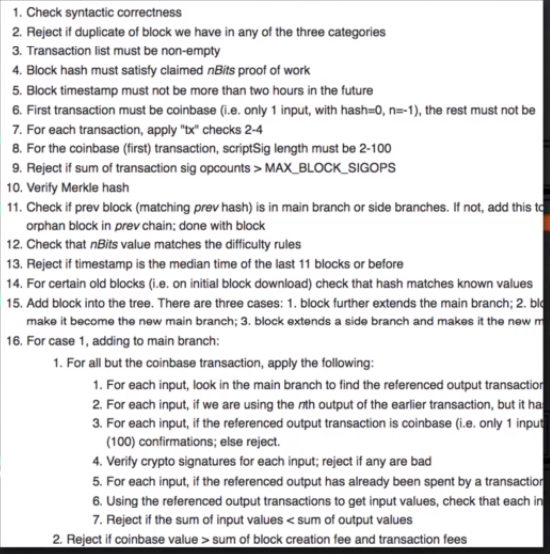 1. Check syntactic correctness
2. Reject if duplicate of block we have in any of the three categories
3. Transaction list must be non-empty
4. Block hash must satisfy claimed nBits proof of work
5. Block timestamp must not be more than two hours in the future
6. First transaction must be coinbase (i.e. only 1 input, with hash=0, n=-1), the rest must not be
7. For each transaction, apply "tx" checks 2-4
8. For the coinbase (first) transaction, scriptSig length must be 2-100
9. Reject if sum of transaction sig opcounts > MAX_BLOCK_SIGOPS
10. Verify Merkle hash
11. Check if prev block (matching prev hash) is in main branch or side branches. If not, add this to
orphan block in prev chain; done with block
12. Check that nBits value matches the difficulty rules
13. Reject if timestamp is the median time of the last 11 blocks or before
14. For certain old blocks (i.e. on initial block download) check that hash matches known values
15. Add block into the tree. There are three cases: 1. block further extends the main branch; 2.
make it become the new main branch; 3. block extends a side branch and makes it the new
16. For case 1, adding to main branch:
1. For all but the coinbase transaction, apply the following:
1. For each input, look in the main branch to find the referenced output
2. For each input, if we are using the nth output of the earlier transaction, but it
3. For each input, if the referenced output transaction is coinbase (i.e. only 1 input
(100) confirmations; else reject.
4. Verify crypto signatures for each input; reject if any are bad
5. For each input, if the referenced output has already been spent by a
6. Using the referenced output transactions to get input values, check that each
7. Reject if the sum of input values < sum of output values
2. Reject if coinbase value > sum of block creation fee and transaction fees